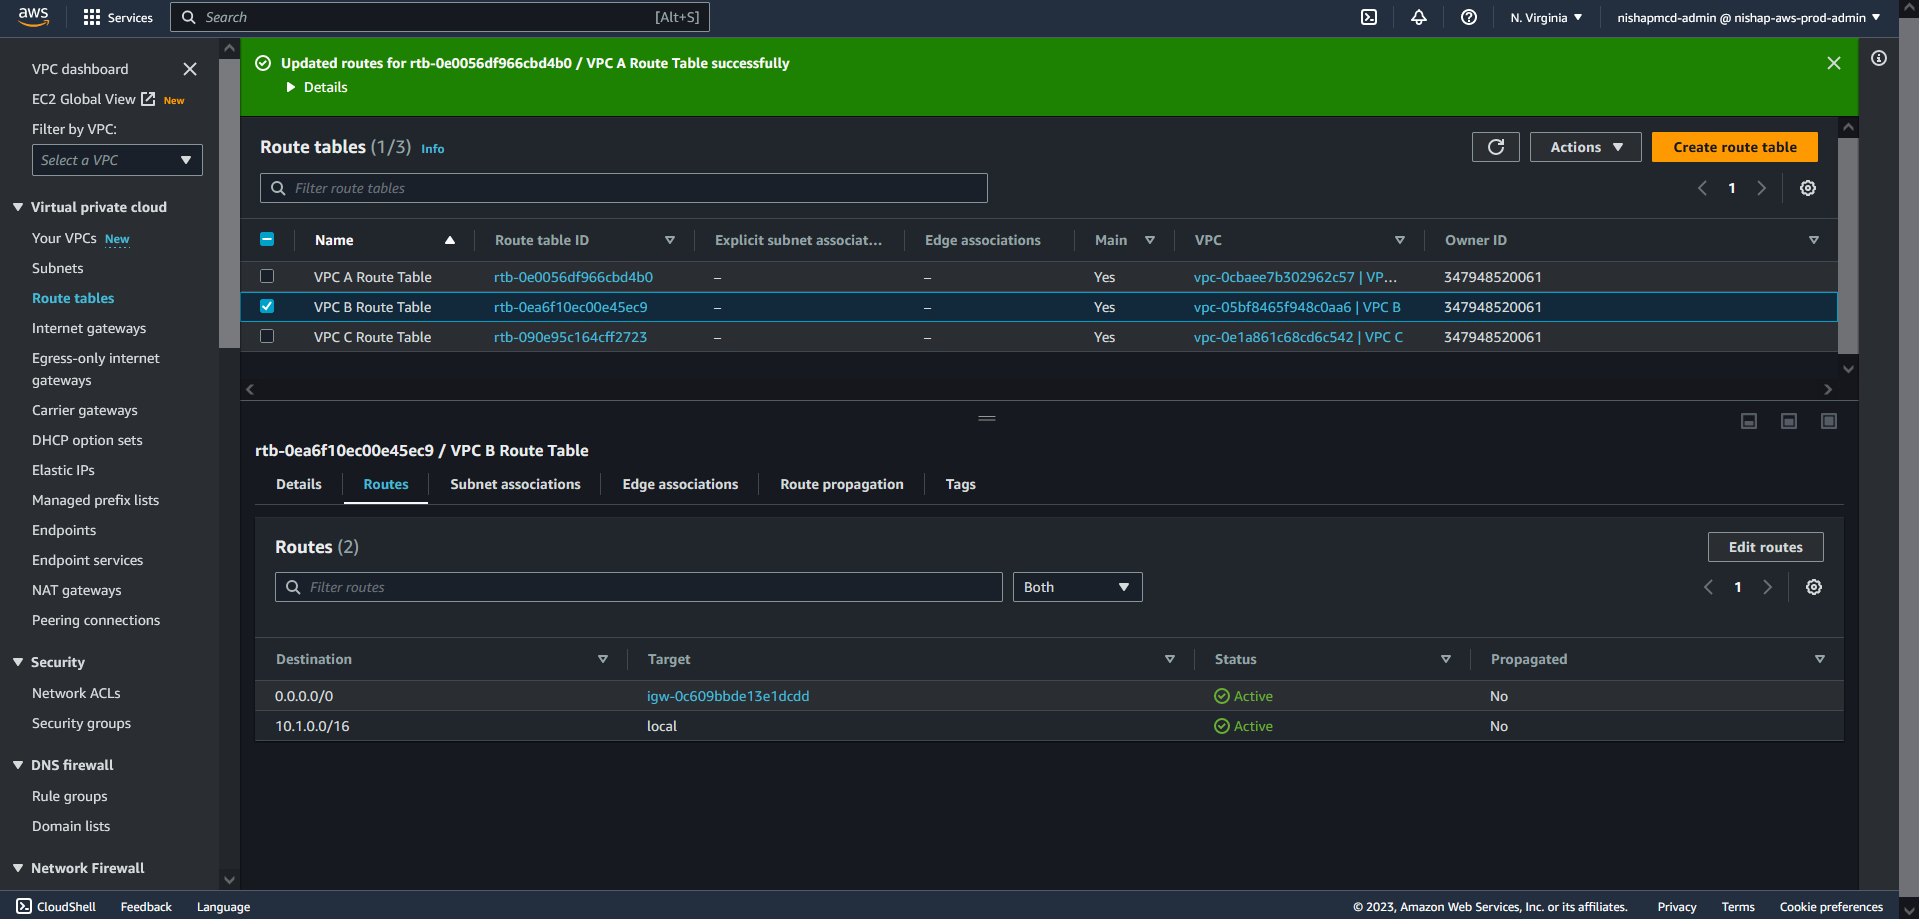 aws Services Search [Alt+S] N. Virginia nishapmcd-admin @ nishap-aws-prod-admin
VPC dashboard
EC2 Global View New
Filter by VPC:
Select a VPC
Virtual private cloud
Your VPCs New
Subnets
Route tables
Internet gateways
Egress-only internet
gateways
Carrier gateways
DHCP option sets
Elastic IPs
Managed prefix lists
Endpoints
Endpoint services
NAT gateways
Peering connections
Security
Network ACLs
Security groups
DNS firewall
Rule groups
Domain lists
Network Firewall
Updated routes for rtb-0e0056df966cbd4b0 / VPC A Route Table successfully
Details
Route tables (1/3) Info Actions Create route table
Filter route tables 1
Name Route table ID Explicit subnet associat... Edge associations Main VPC Owner ID
VPC A Route Table rtb-0e0056df966cbd4b0 – – Yes vpc-0cbaee7b302962c57 | VP... 347948520061
VPC B Route Table rtb-0ea6f10ec00e45ec9 – – Yes vpc-05bf8465f948c0aa6 | VPC B 347948520061
VPC C Route Table rtb-090e95c164cff2723 – – Yes vpc-0e1a861c68cd6c542 | VPC C 347948520061
rtb-0ea6f10ec00e45ec9 / VPC B Route Table
Details Routes Subnet associations Edge associations Route propagation Tags
Routes (2) Edit routes
Filter routes Both 1
Destination Target Status Propagated
0.0.0.0/0 igw-0c609bbde13e1dcdd Active No
10.1.0.0/16 local Active No
CloudShell Feedback Language © 2023, Amazon Web Services, Inc. or its affiliates. Privacy Terms Cookie preferences